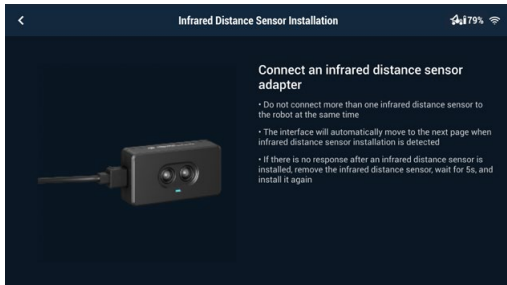 Infrared Distance Sensor Installation
79%
Connect an infrared distance sensor
adapter
• Do not connect more than one infrared distance sensor to
the robot at the same time
• The interface will automatically move to the next page when
infrared distance sensor installation is detected
• If there is no response after an infrared distance sensor is
installed, remove the infrared distance sensor, wait for 5s, and
install it again